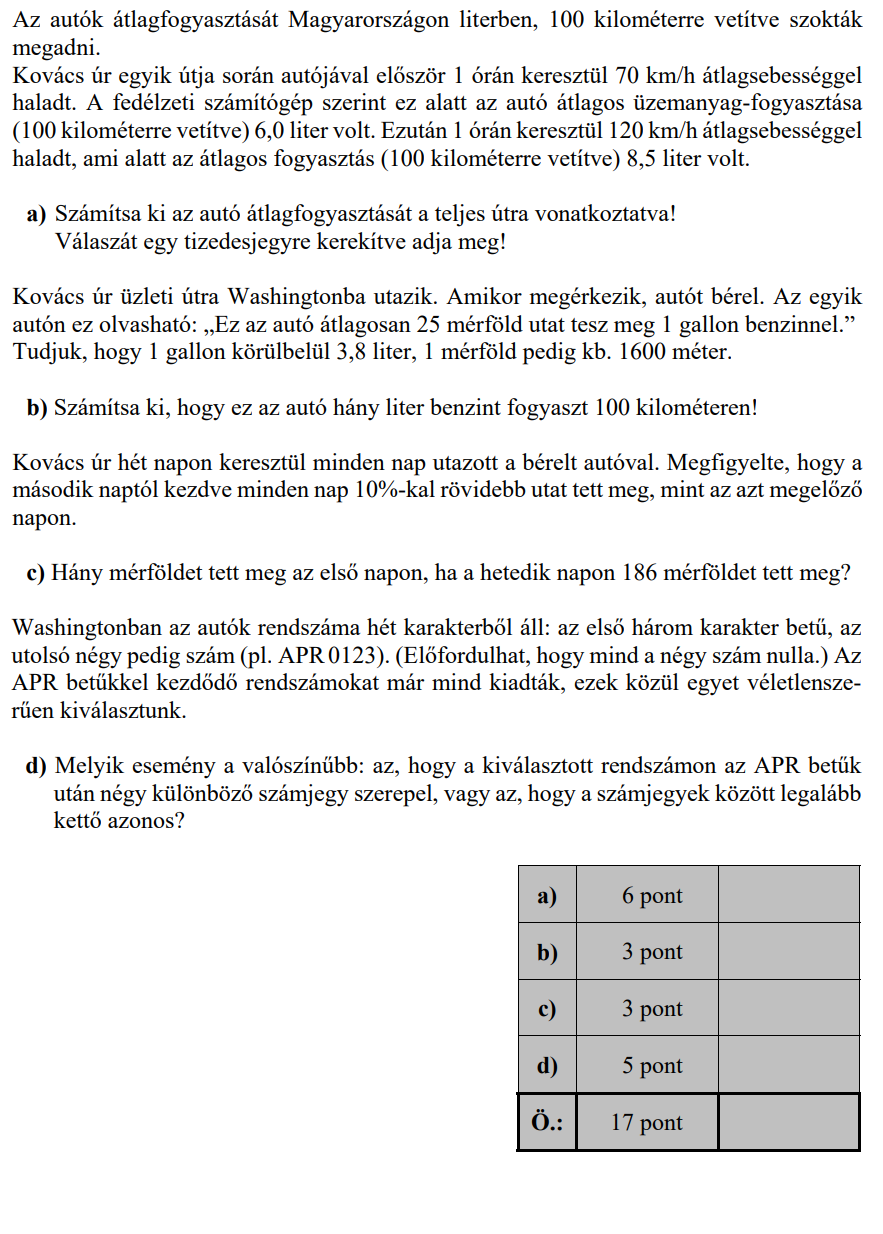 Az autók átlagfogyasztását Magyarországon literben, 100 kilométerre vetítve szokták
megadni.
Kovács úr egyik útja során autójával először 1 órán keresztül 70 km/h átlagsebességgel
haladt. A fedélzeti számítógép szerint ez alatt az autó átlagos üzemanyag-fogyasztása
(100 kilométerre vetítve) 6,0 liter volt. Ezután 1 órán keresztül 120 km/h átlagsebességgel
haladt, ami alatt az átlagos fogyasztás (100 kilométerre vetítve) 8,5 liter volt.
a) Számítsa ki az autó átlagfogyasztását a teljes útra vonatkoztatva!
Válaszát egy tizedesjegyre kerekítve adja meg!
Kovács úr üzleti útra Washingtonba utazik. Amikor megérkezik, autót bérel. Az egyik
autón ez olvasható: „Ez az autó átlagosan 25 mérföld utat tesz meg 1 gallon benzinnel.”
Tudjuk, hogy 1 gallon körülbelül 3,8 liter, 1 mérföld pedig kb. 1600 méter.
b) Számítsa ki, hogy ez az autó hány liter benzint fogyaszt 100 kilométeren!
Kovács úr hét napon keresztül minden nap utazott a bérelt autóval. Megfigyelte, hogy a
második naptól kezdve minden nap 10%-kal rövidebb utat tett meg, mint az azt megelőző
napon.
c) Hány mérföldet tett meg az első napon, ha a hetedik napon 186 mérföldet tett meg?
Washingtonban az autók rendszáma hét karakterből áll: az első három karakter betű, az
utolsó négy pedig szám (pl. APR 0123). (Előfordulhat, hogy mind a négy szám nulla.) Az
APR betűkkel kezdődő rendszámokat már mind kiadták, ezek közül egyet véletlensze-
rűen kiválasztunk.
d) Melyik esemény a valószínűbb: az, hogy a kiválasztott rendszámon az APR betűk
után négy különböző számjegy szerepel, vagy az, hogy a számjegyek között legalább
kettő azonos?
a) 6 pont
b) 3 pont
c) 3 pont
d) 5 pont
Ö.: 17 pont